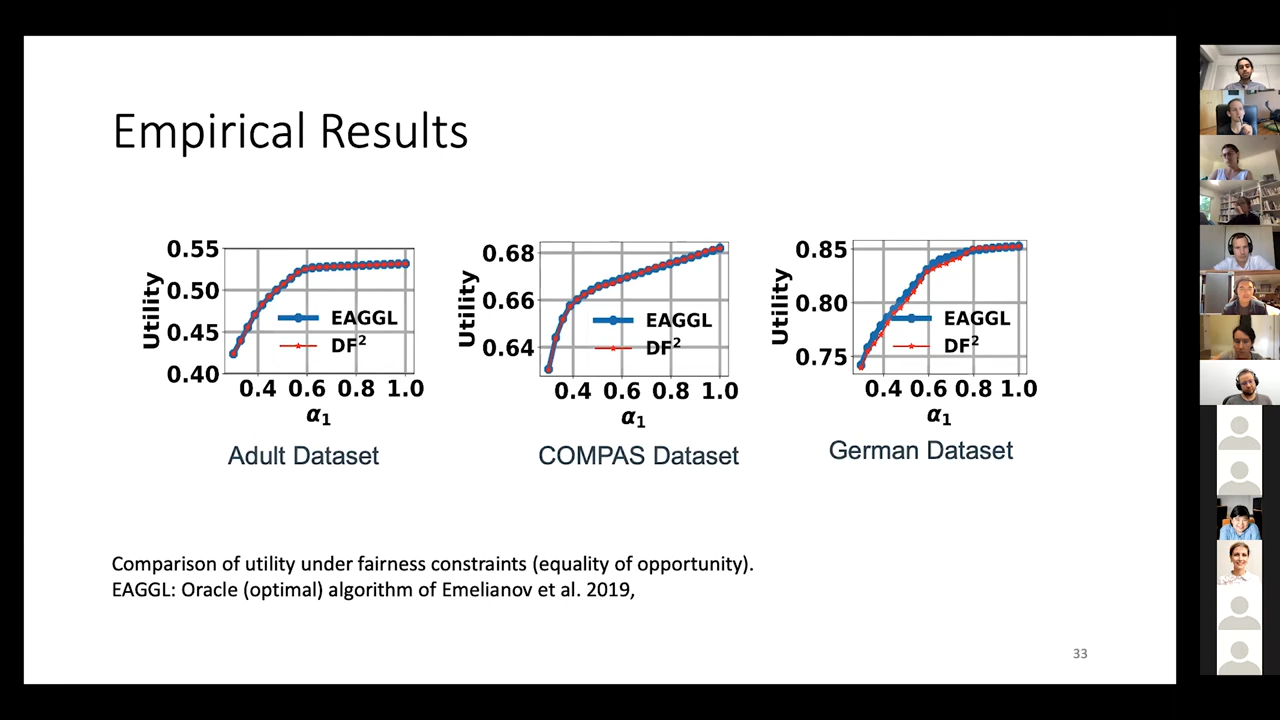 Empirical Results
Utility
0.55
0.50
0.45
0.40
EAGGL
DF²
0.4 0.6 0.8 1.0
α₁
Adult Dataset
Utility
0.68
0.66
0.64
EAGGL
DF²
0.4 0.6 0.8 1.0
α₁
COMPAS Dataset
Utility
0.85
0.80
0.75
EAGGL
DF²
0.4 0.6 0.8 1.0
α₁
German Dataset
Comparison of utility under fairness constraints (equality of opportunity).
EAGGL: Oracle (optimal) algorithm of Emelianov et al. 2019,
33